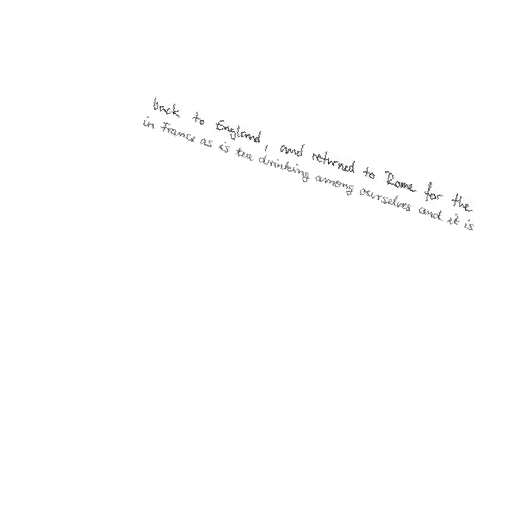 back to England, and returned to Rome for the
in France as is tea drinking among ourselves and it is